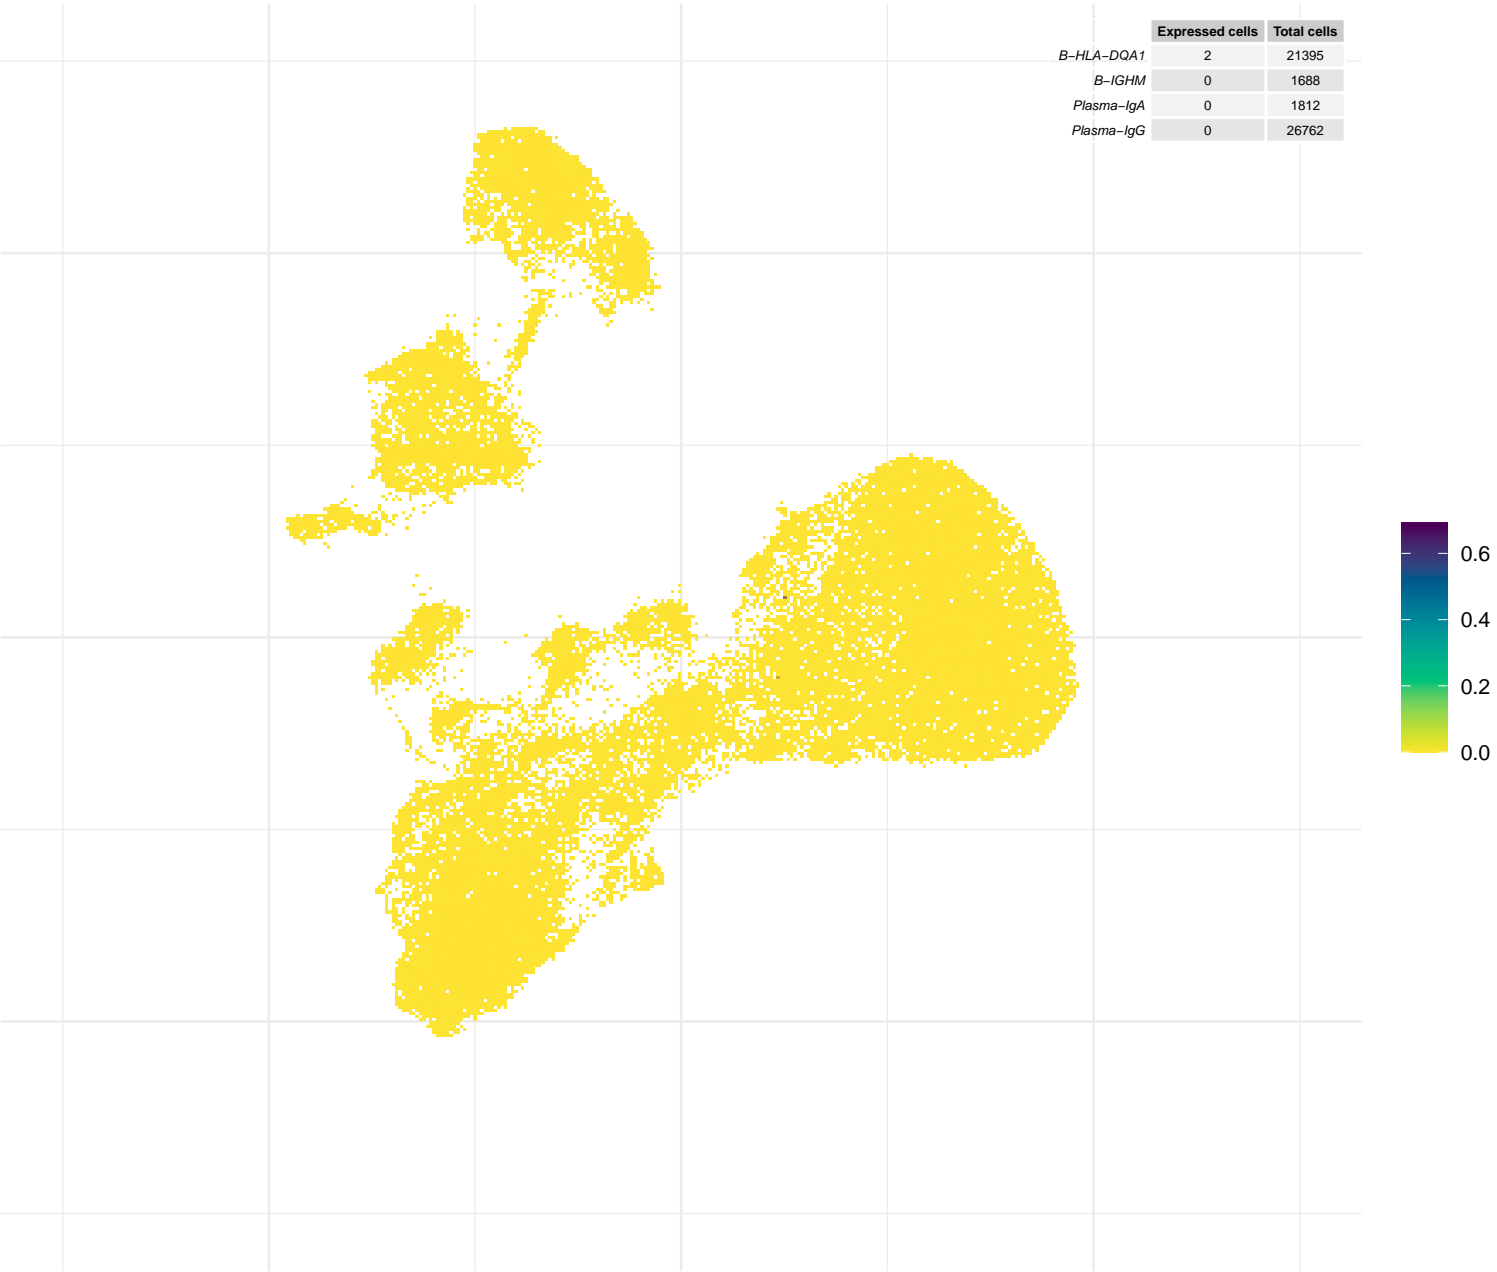 Expressed cells Total cells
B−HLA−DQA1 2 21395
B−IGHM 0 1688
Plasma−IgA 0 1812
Plasma−IgG 0 26762
0.6
0.4
0.2
0.0